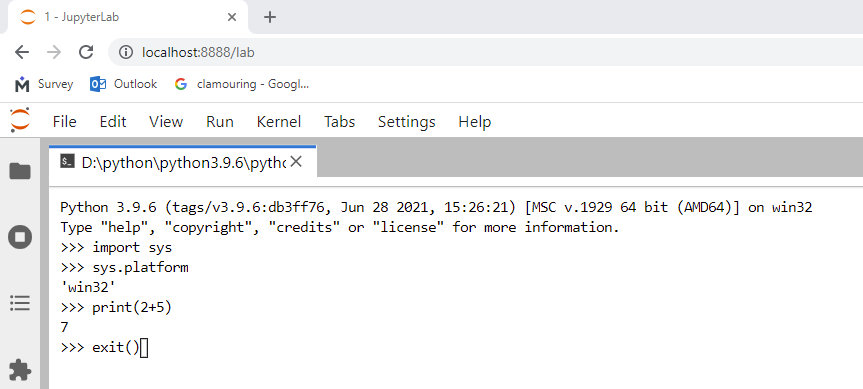 1 - JupyterLab
localhost:8888/lab
Survey Outlook clamouring - Googl...
File Edit View Run Kernel Tabs Settings Help
D:\python\python3.9.6\pytho
Python 3.9.6 (tags/v3.9.6:db3ff76, Jun 28 2021, 15:26:21) [MSC v.1929 64 bit (AMD64)] on win32
Type "help", "copyright", "credits" or "license" for more information.
>>> import sys
>>> sys.platform
'win32'
>>> print(2+5)
7
>>> exit()